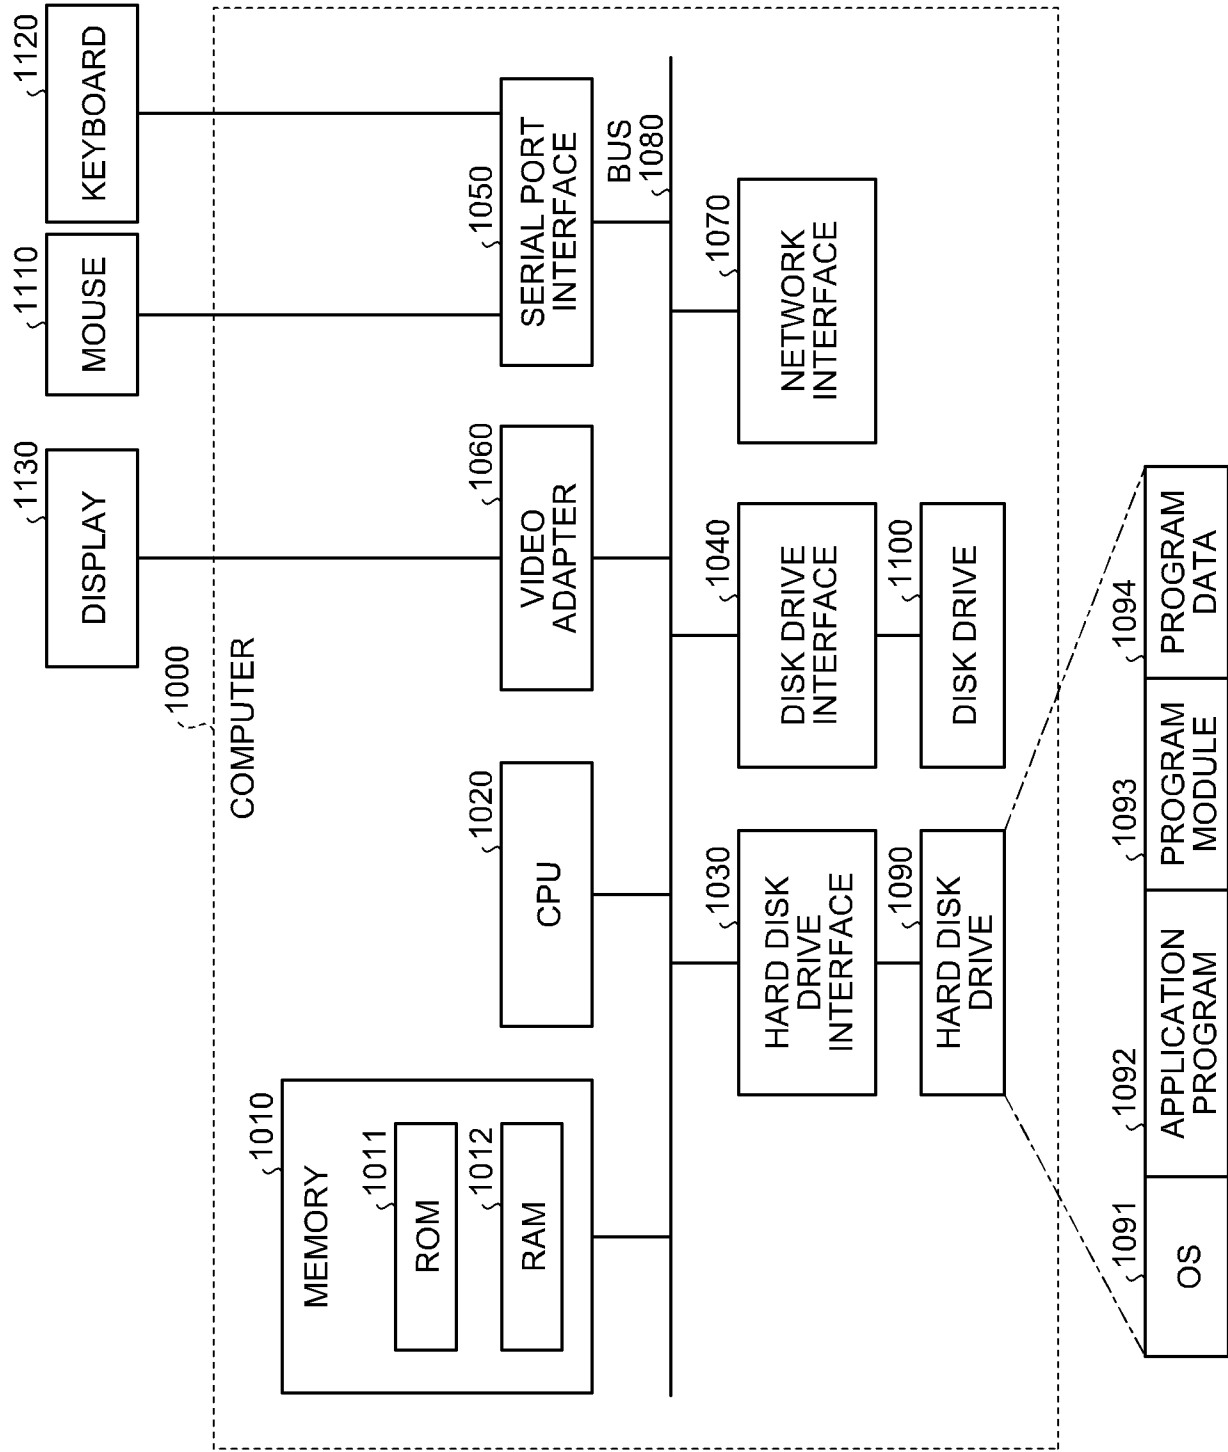 1000
COMPUTER
1010
MEMORY
1011
ROM
1012
RAM
1020
CPU
1130
DISPLAY
1060
VIDEO
ADAPTER
1110
MOUSE
1120
KEYBOARD
1050
SERIAL PORT
INTERFACE
BUS
1080
1030
HARD DISK
DRIVE
INTERFACE
1090
HARD DISK
DRIVE
1040
DISK DRIVE
INTERFACE
1100
DISK DRIVE
1070
NETWORK
INTERFACE
1091
OS
1092
APPLICATION
PROGRAM
1093
PROGRAM
MODULE
1094
PROGRAM
DATA